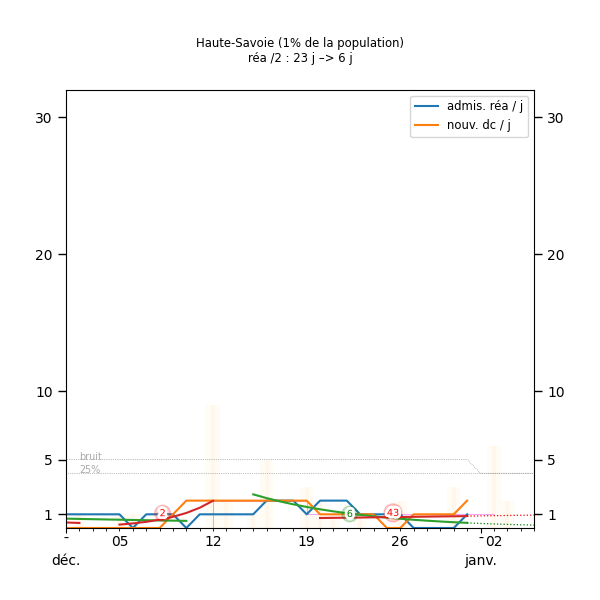 Haute-Savoie (1% de la population)
réa /2 : 23 j –> 6 j
admis. réa / j
nouv. dc / j
30
30
20
20
10
10
5
5
1
1
bruit
25%
2
6
43
- 05 12 19 26 - 02
déc. janv.